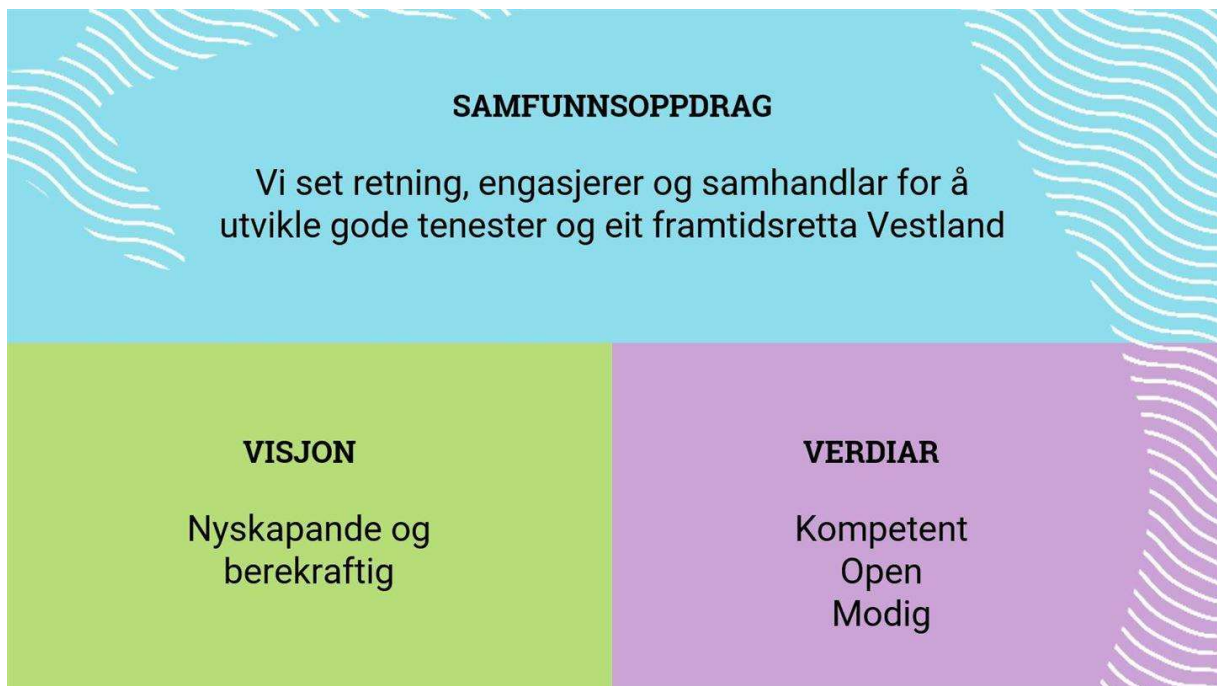 SAMFUNNSOPPDRAG
Vi set retning, engasjerer og samhandlar for å
utvikle gode tenester og eit framtidsretta Vestland
VISJON
Nyskapande og
berekraftig
VERDIAR
Kompetent
Open
Modig